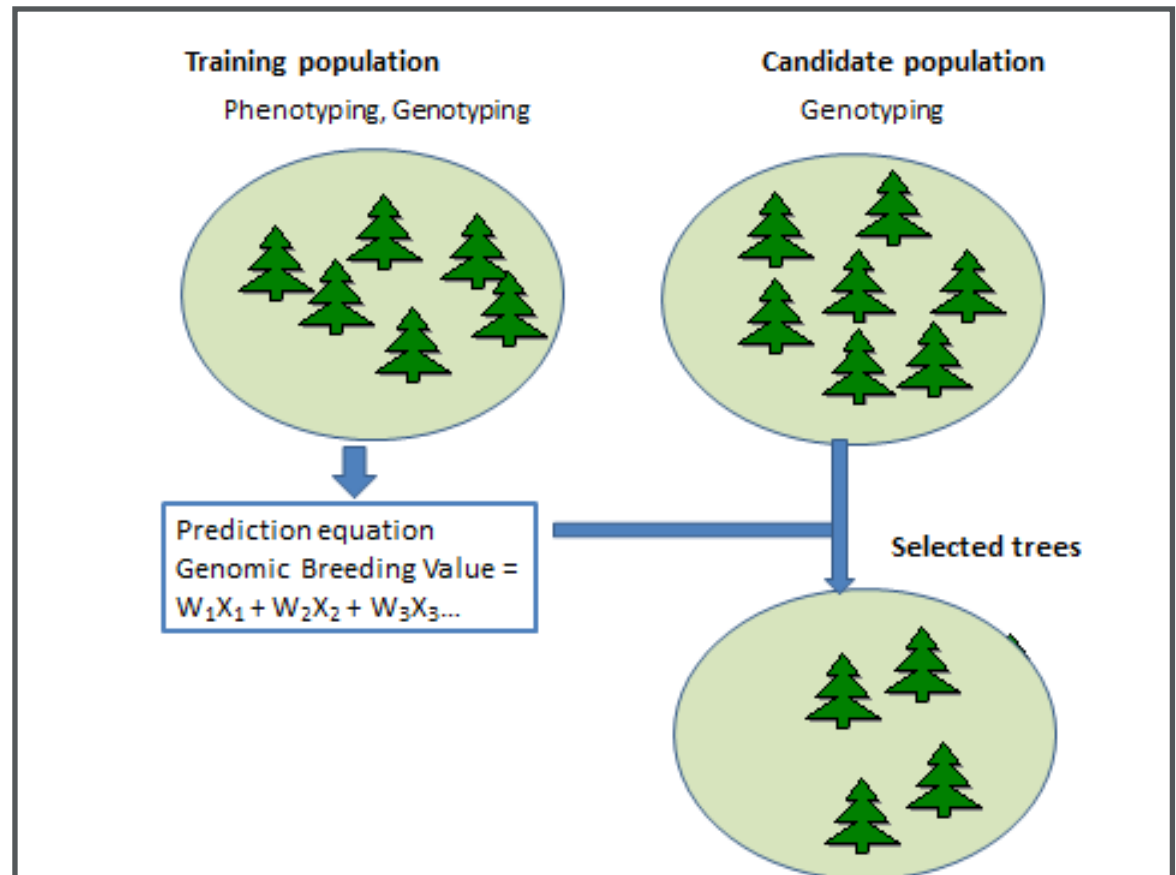 Training population
Phenotyping, Genotyping
Candidate population
Genotyping
Prediction equation
Genomic Breeding Value =
W₁X₁ + W₂X₂ + W₃X₃...
Selected trees